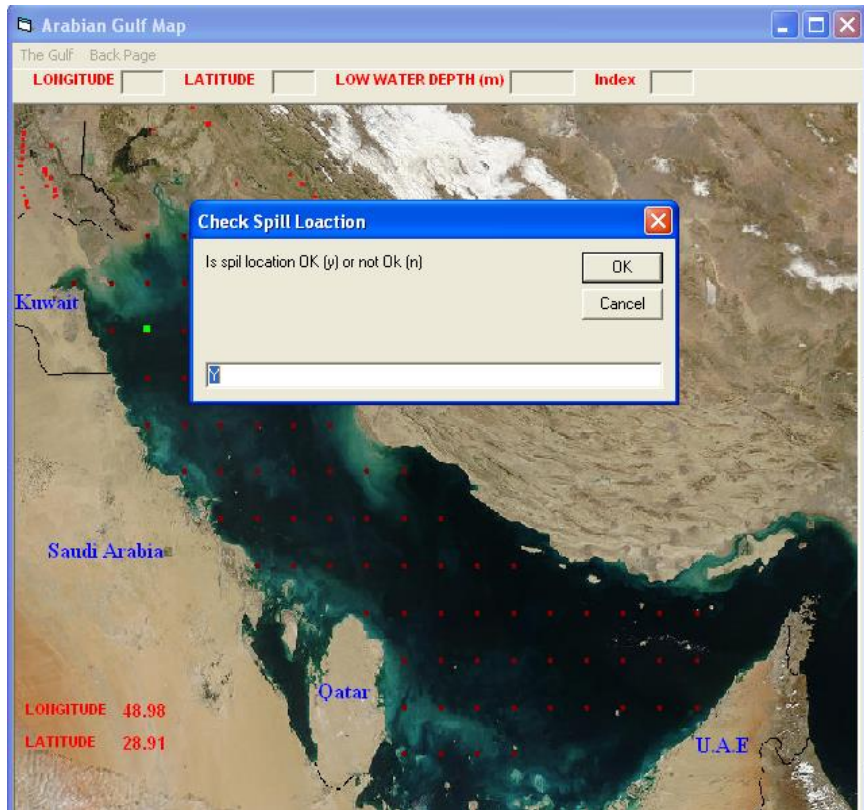 Arabian Gulf Map
The Gulf Back Page
LONGITUDE LATITUDE LOW WATER DEPTH (m) Index
Check Spill Loaction
Is spil location OK (y) or not Ok (n)
OK
Cancel
Y
Kuwait
Saudi Arabia
Qatar
LONGITUDE 48.98
LATITUDE 28.91
U.A.E